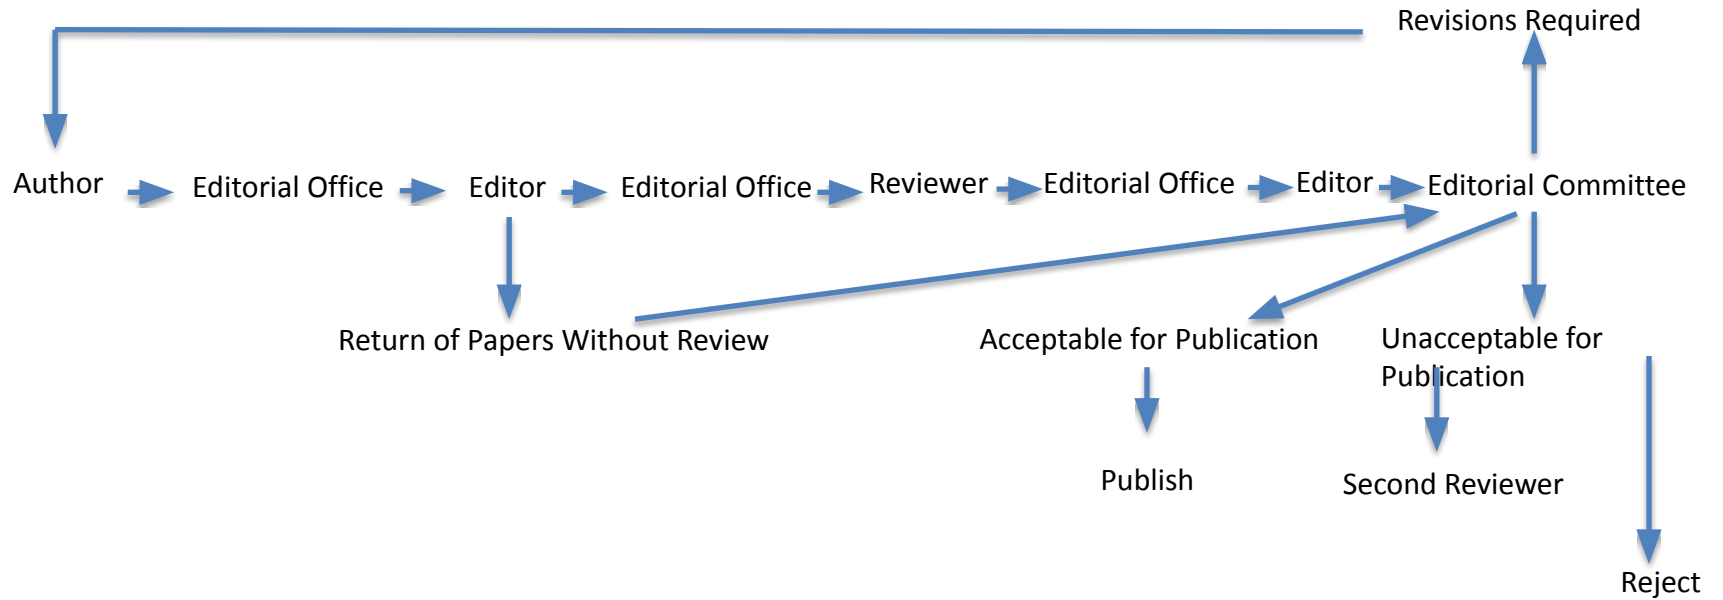 Revisions Required
Author
Editorial Office
Editor
Editorial Office
Reviewer
Editorial Office
Editor
Editorial Committee
Return of Papers Without Review
Acceptable for Publication
Unacceptable for
Publication
Publish
Second Reviewer
Reject